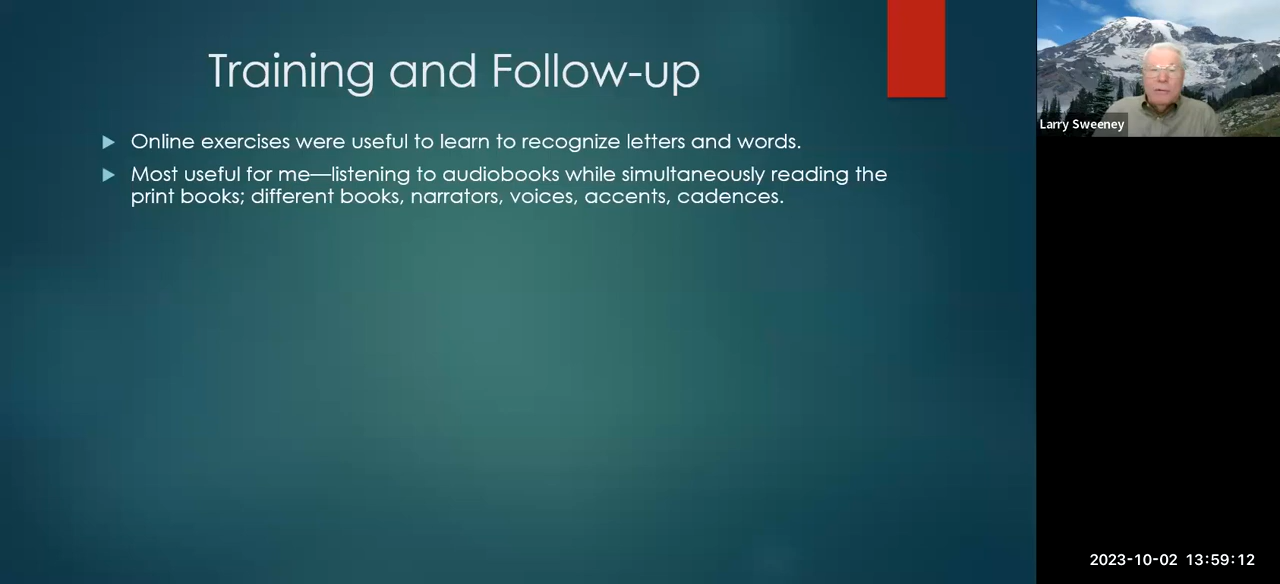 Training and Follow-up
Online exercises were useful to learn to recognize letters and words.
Most useful for me—listening to audiobooks while simultaneously reading the
print books; different books, narrators, voices, accents, cadences.
Larry Sweeney
2023-10-02 13:59:12